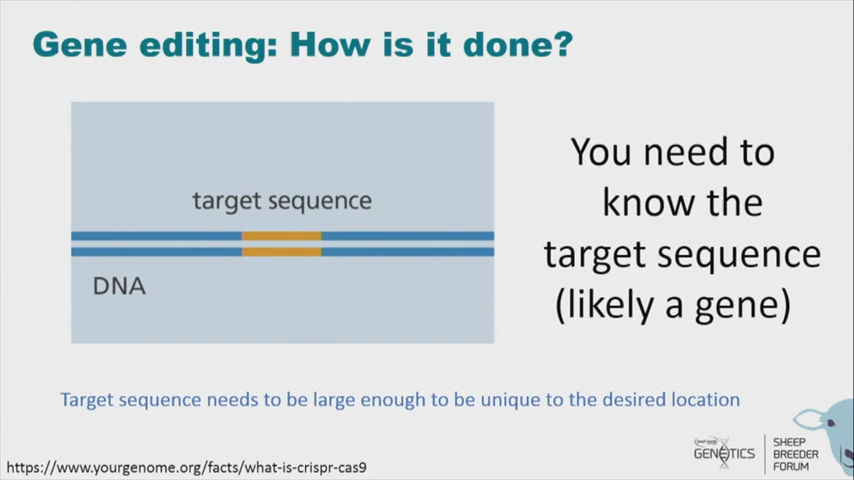 Gene editing: How is it done?
target sequence
DNA
You need to
know the
target sequence
(likely a gene)
Target sequence needs to be large enough to be unique to the desired location
https://www.yourgenome.org/facts/what-is-crispr-cas9
GENETICS
SHEEP
BREEDER
FORUM